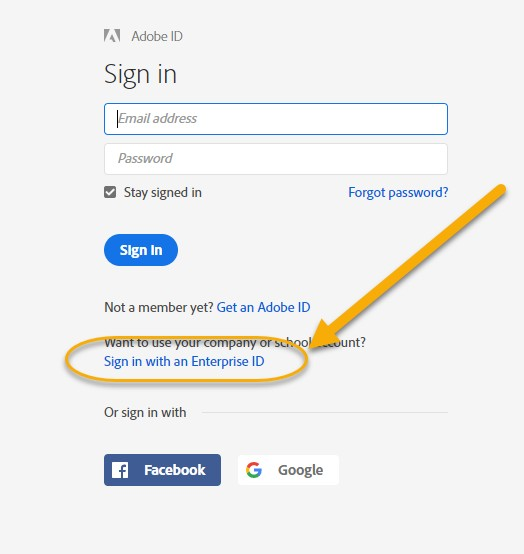 Adobe ID
Sign in
Email address
Password
Stay signed in
Forgot password?
Sign In
Not a member yet? Get an Adobe ID
Want to use your company or school account?
Sign in with an Enterprise ID
Or sign in with
Facebook
Google